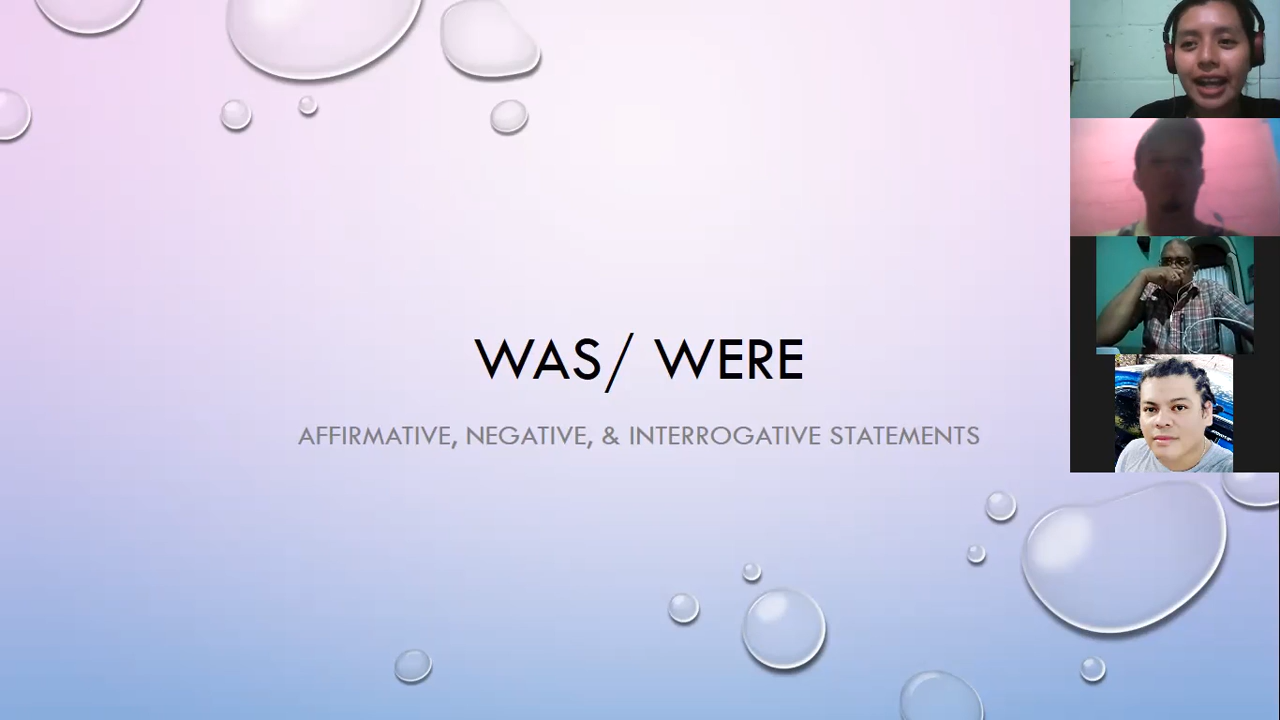 WAS/ WERE
AFFIRMATIVE, NEGATIVE, & INTERROGATIVE STATEMENTS